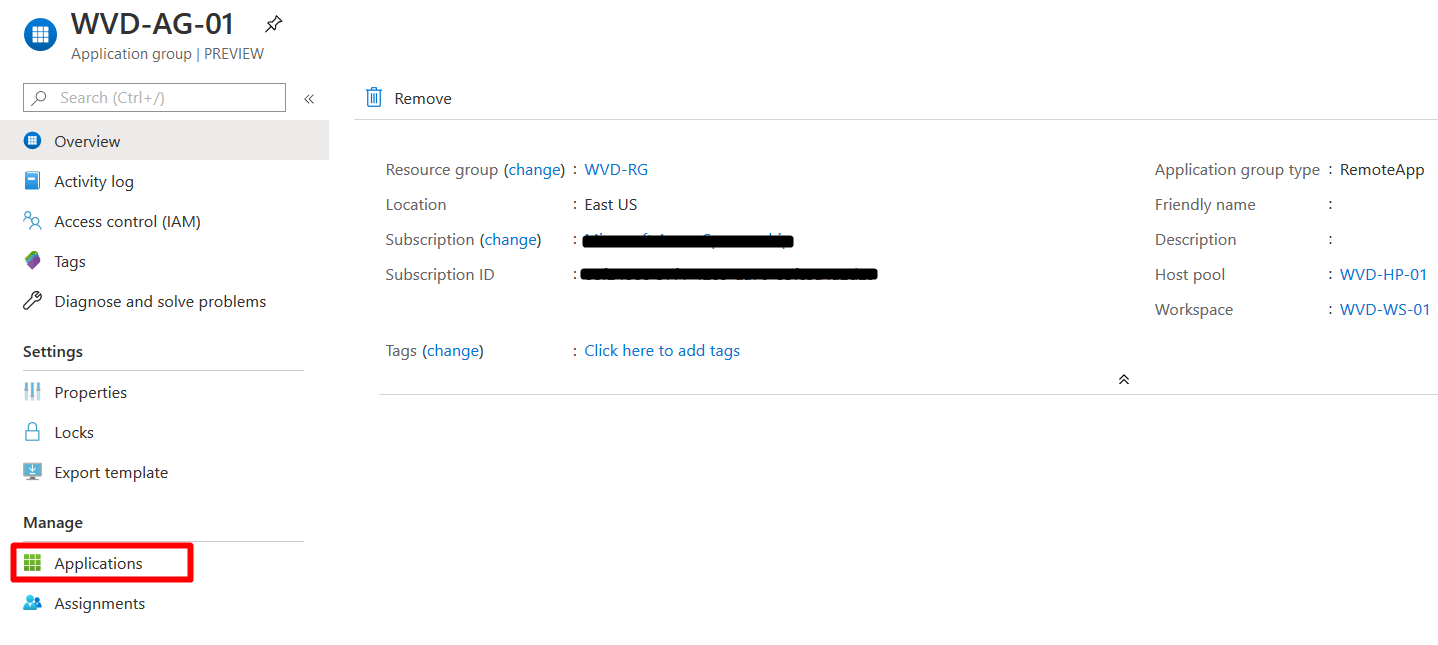 WVD-AG-01
Application group | PREVIEW
Search (Ctrl+/)
«
Remove
Overview
Activity log
Access control (IAM)
Tags
Diagnose and solve problems
Settings
Properties
Locks
Export template
Manage
Applications
Assignments
Resource group (change) : WVD-RG
Location : East US
Subscription (change) :
Subscription ID :
Tags (change) : Click here to add tags
Application group type : RemoteApp
Friendly name :
Description :
Host pool : WVD-HP-01
Workspace : WVD-WS-01